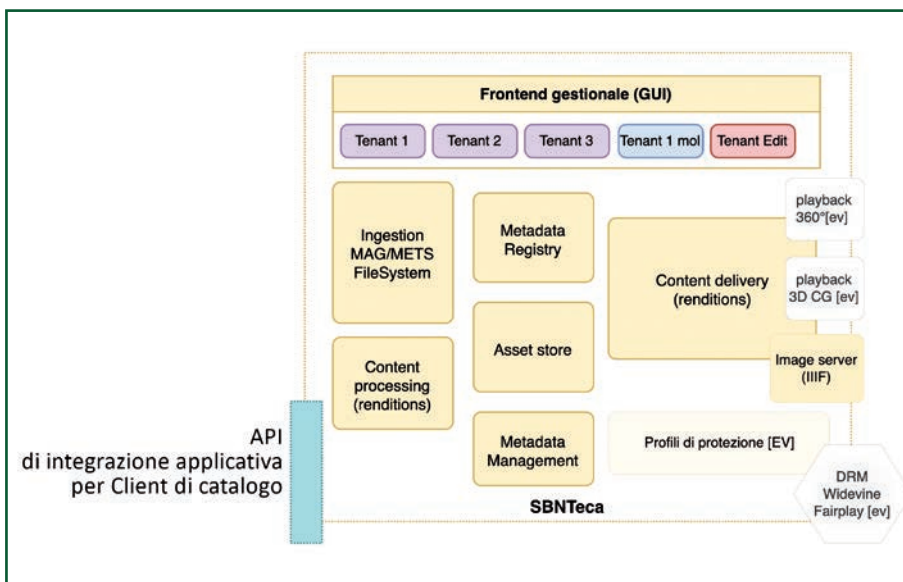 Frontend gestionale (GUI)
Tenant 1
Tenant 2
Tenant 3
Tenant 1 mol
Tenant Edit
Ingestion
MAG/METS
FileSystem
Metadata
Registry
Content delivery
(renditions)
playback
360°[ev]
playback
3D CG [ev]
Image server
(IIIF)
Asset store
Content
processing
(renditions)
Metadata
Management
Profili di protezione [EV]
DRM
Widevine
Fairplay [ev]
SBNTeca
API
di integrazione applicativa
per Client di catalogo